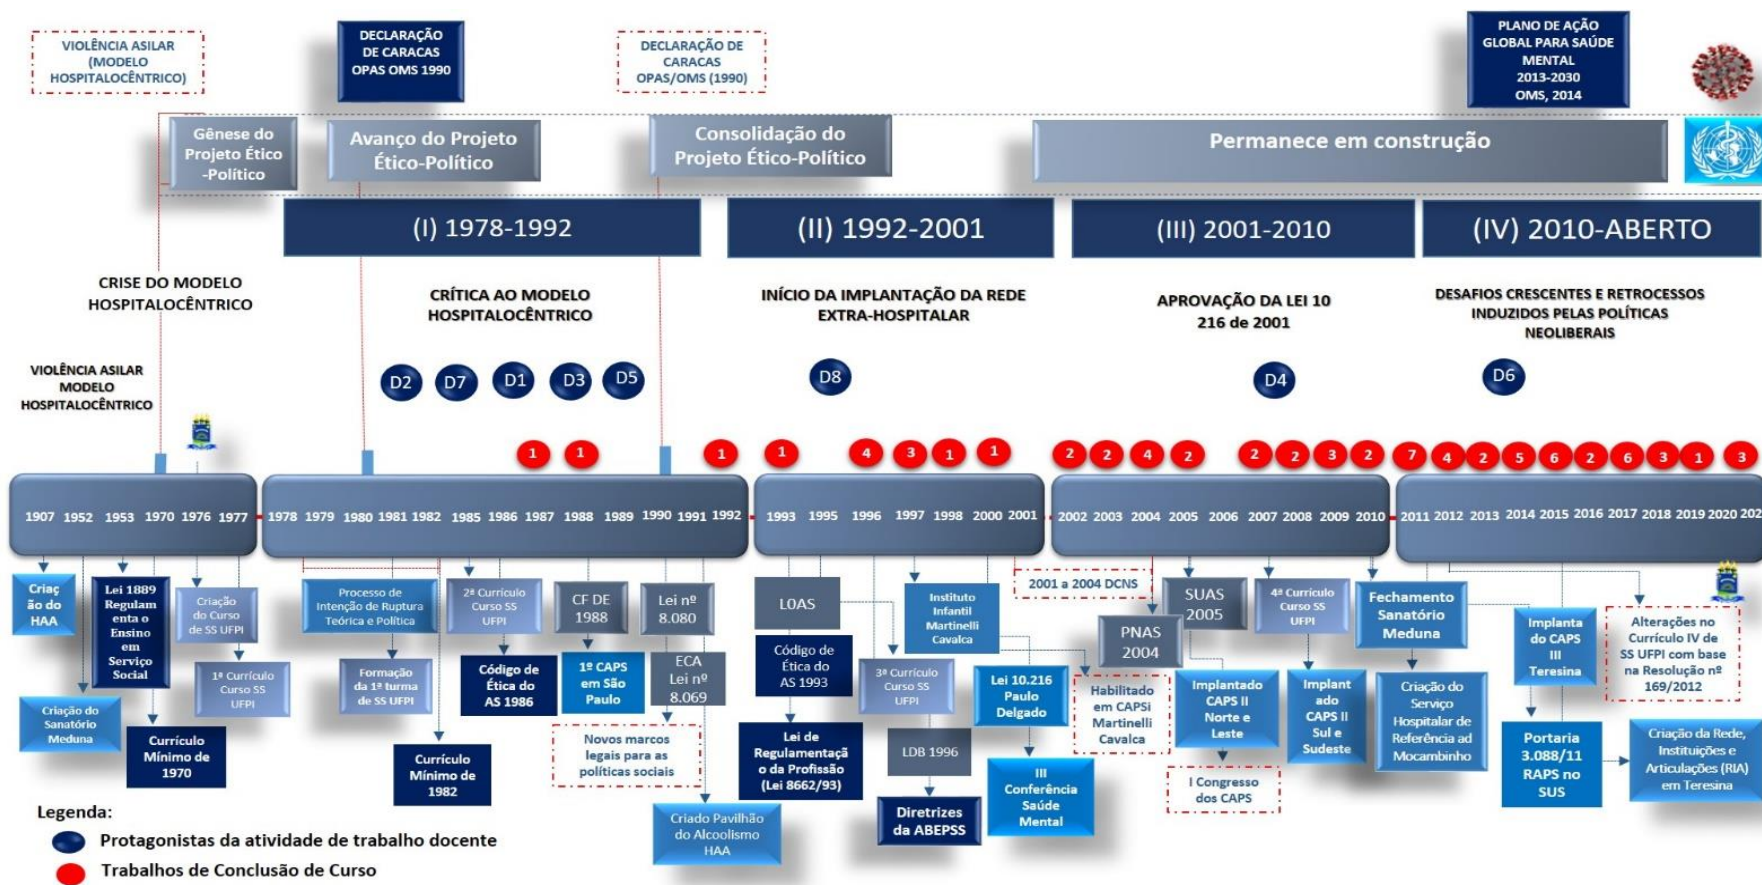 VIOLÊNCIA ASILAR
(MODELO
HOSPITALOCÊNTRICO)
DECLARAÇÃO
DE CARACAS
OPAS OMS 1990
DECLARAÇÃO DE
CARACAS
OPAS/OMS (1990)
PLANO DE AÇÃO
GLOBAL PARA SAÚDE
MENTAL
2013-2030
OMS, 2014
Gênese do
Projeto Ético
-Político
Avanço do Projeto
Ético-Político
Consolidação do
Projeto Ético-Político
Permanece em construção
(I) 1978-1992
(II) 1992-2001
(III) 2001-2010
(IV) 2010-ABERTO
CRISE DO MODELO
HOSPITALOCÊNTRICO
CRÍTICA AO MODELO
HOSPITALOCÊNTRICO
INÍCIO DA IMPLANTAÇÃO DA REDE
EXTRA-HOSPITALAR
APROVAÇÃO DA LEI 10
216 de 2001
DESAFIOS CRESCENTES E RETROCESSOS
INDUZIDOS PELAS POLÍTICAS
NEOLIBERAIS
VIOLÊNCIA ASILAR
MODELO
HOSPITALOCÊNTRICO
D2 D7 D1 D3 D5 D8 D4 D6
1 1 1 1 4 3 1 1 2 2 4 2 2 2 3 2 7 4 2 5 6 2 6 3 1 3
1907 1952 1953 1970 1976 1977 1978 1979 1980 1981 1982 1985 1986 1987 1988 1989 1990 1991 1992 1993 1995 1996 1997 1998 2000 2001 2002 2003 2004 2005 2006 2007 2008 2009 2010 2011 2012 2013 2014 2015 2016 2017 2018 2019 2020 202
Criaç
ão do
HAA
Lei 1889
Regulam
enta o
Ensino
em
Serviço
Social
Criação
do Curso
de SS UFPI
1ª Currículo
Curso SS
UFPI
Criação do
Sanatório
Meduna
Currículo
Mínimo de
1970
Processo de
Intenção de Ruptura
Teórica e Política
Formação
da 1ª turma
de SS UFPI
Currículo
Mínimo de
1982
2ª Currículo
Curso SS
UFPI
Código de
Ética do
AS 1986
CF DE
1988
1º CAPS
em São
Paulo
Novos marcos
legais para as
políticas sociais
Lei nº
8.080
ECA
Lei nº
8.069
Criado Pavilhão
do Alcoolismo
HAA
LOAS
Código de
Ética do
AS 1993
Lei de
Regulamentaçã
o da Profissão
(Lei 8662/93)
3ª Currículo
Curso SS
UFPI
LDB 1996
Diretrizes
da ABEPSS
Instituto
Infantil
Martinelli
Cavalca
Lei 10.216
Paulo
Delgado
III
Conferência
Saúde
Mental
2001 a 2004 DCNS
Habilitado
em CAPSi
Martinelli
Cavalca
PNAS
2004
SUAS
2005
Implantado
CAPS II
Norte e
Leste
I Congresso
dos CAPS
4ª Currículo
Curso SS
UFPI
Implant
ado
CAPS II
Sul e
Sudeste
Fechamento
Sanatório
Meduna
Criação do
Serviço
Hospitalar de
Referência ad
Mocambinho
Implanta
do CAPS
III
Teresina
Portaria
3.088/11
RAPS no
SUS
Alterações no
Currículo IV de
SS UFPI com base
na Resolução nº
169/2012
Criação da Rede,
Instituições e
Articulações (RIA)
em Teresina
Legenda:
Protagonistas da atividade de trabalho docente
Trabalhos de Conclusão de Curso